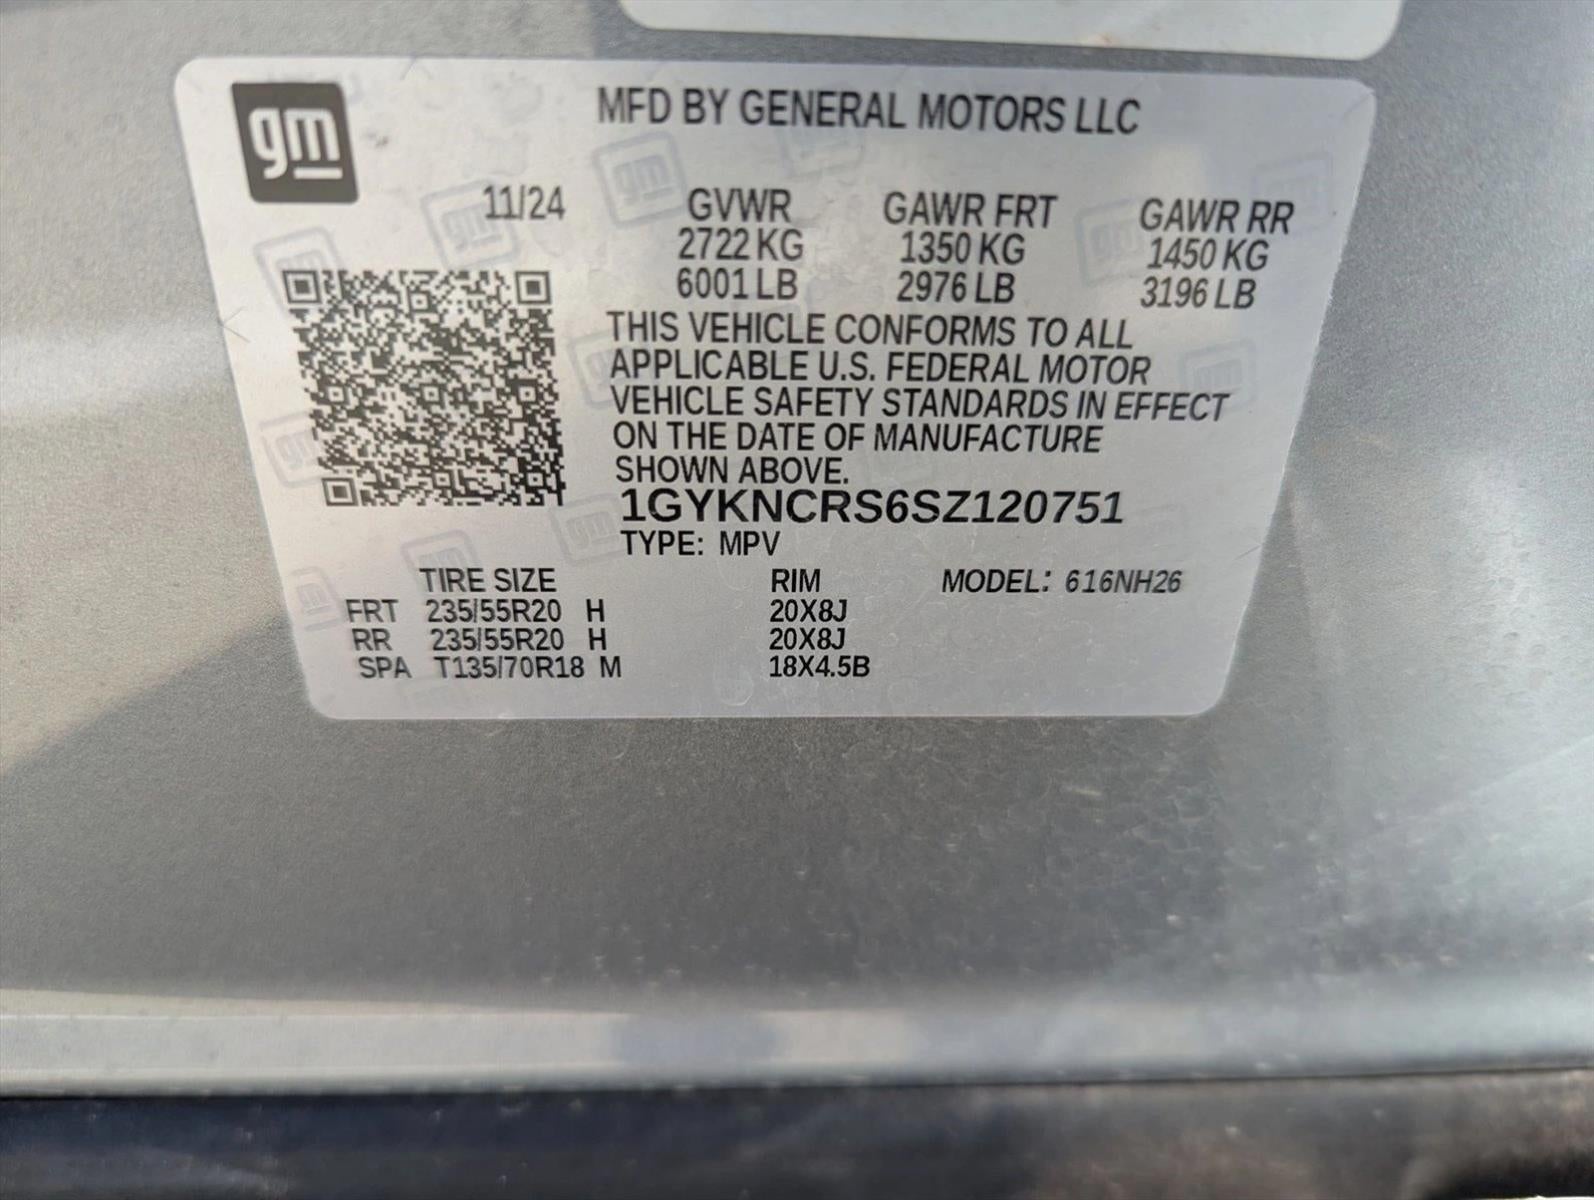 gm
MFD BY GENERAL MOTORS LLC
11/24 GVWR GAWR FRT GAWR RR
2722 KG 1350 KG 1450 KG
6001 LB 2976 LB 3196 LB
THIS VEHICLE CONFORMS TO ALL
APPLICABLE U.S. FEDERAL MOTOR
VEHICLE SAFETY STANDARDS IN EFFECT
ON THE DATE OF MANUFACTURE
SHOWN ABOVE.
1GYKNCRS6SZ120751
TYPE: MPV
TIRE SIZE RIM MODEL: 616NH26
FRT 235/55R20 H 20X8J
RR 235/55R20 H 20X8J
SPA T135/70R18 M 18X4.5B